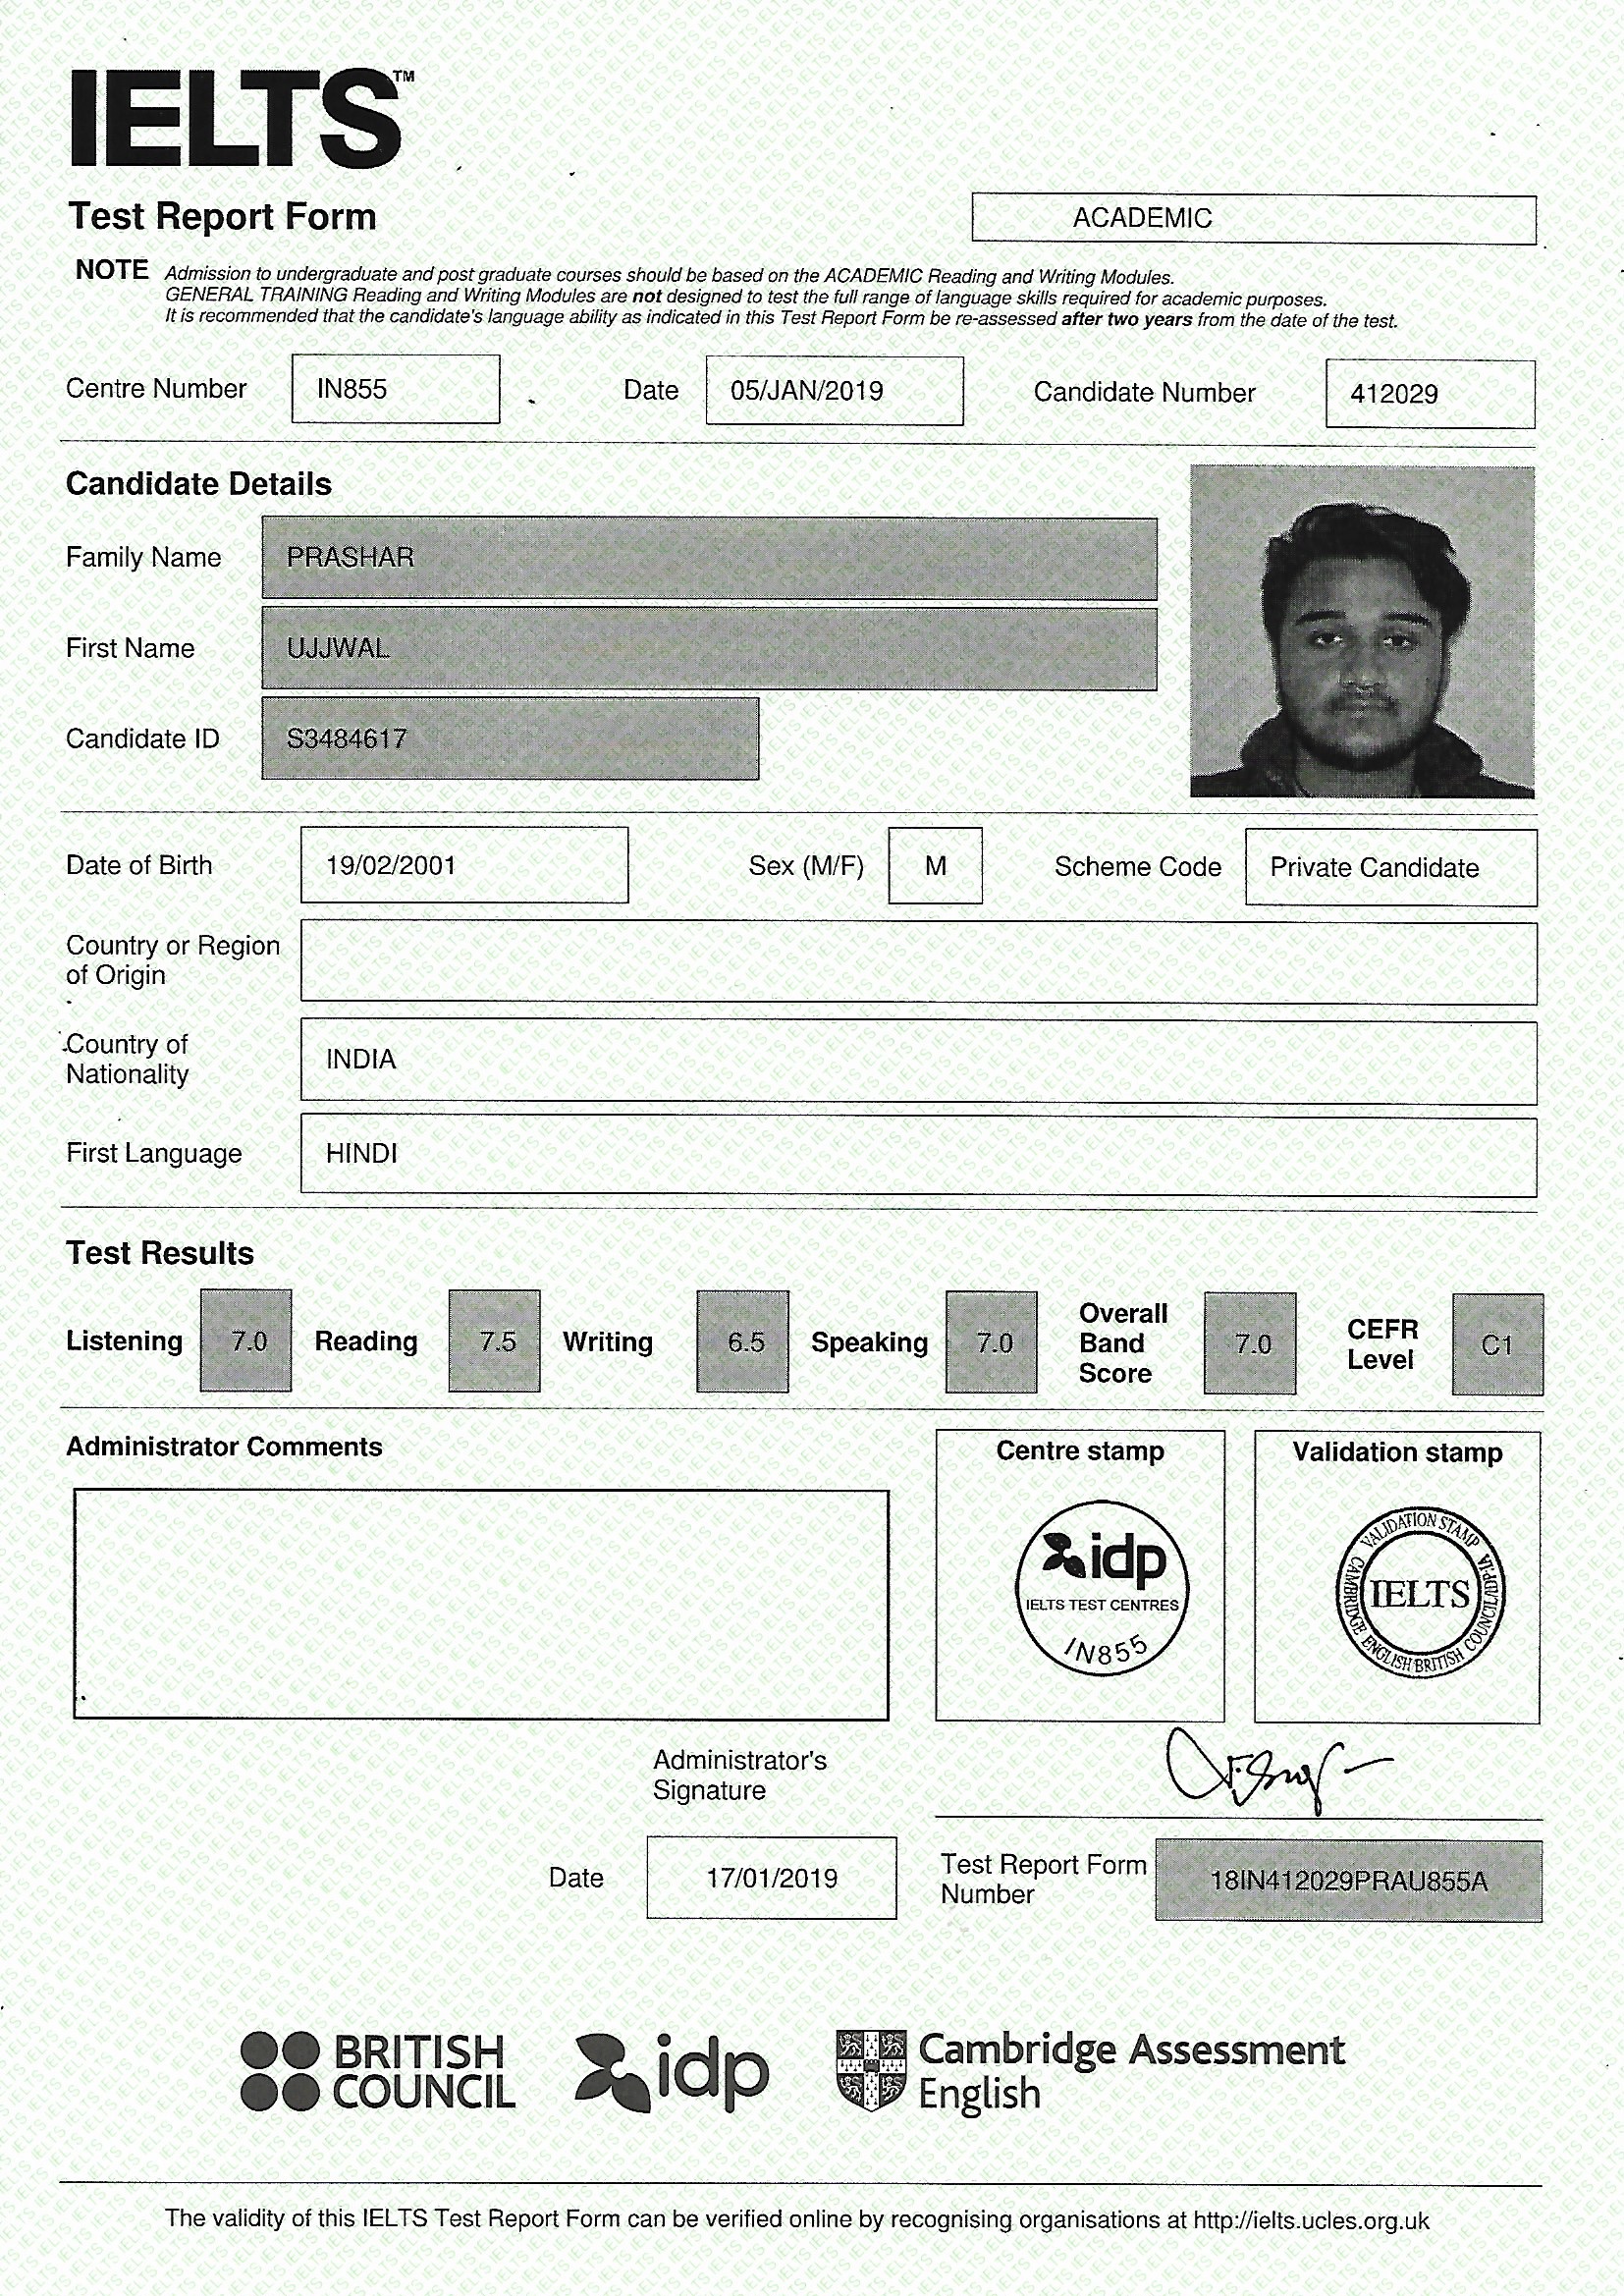 IELTS™
Test Report Form
ACADEMIC
NOTE Admission to undergraduate and post graduate courses should be based on the ACADEMIC Reading and Writing Modules.
GENERAL TRAINING Reading and Writing Modules are not designed to test the full range of language skills required for academic purposes.
It is recommended that the candidate's language ability as indicated in this Test Report Form be re-assessed after two years from the date of the test.
Centre Number IN855 Date 05/JAN/2019 Candidate Number 412029
Candidate Details
Family Name PRASHAR
First Name UJJWAL
Candidate ID S3484617
Date of Birth 19/02/2001 Sex (M/F) M Scheme Code Private Candidate
Country or Region
of Origin
Country of
Nationality
INDIA
First Language HINDI
Test Results
Listening 7.0 Reading 7.5 Writing 6.5 Speaking 7.0
Overall
Band
Score
7.0
CEFR
Level
C1
Administrator Comments
Centre stamp
idp
IELTS TEST CENTRES
IN855
Validation stamp
VALIDATION STAMP
CAMBRIDGE ENGLISH/BRITISH COUNCIL/IDP:IA
IELTS
Administrator's
Signature
Date 17/01/2019
Test Report Form
Number
18IN412029PRAU855A
BRITISH
COUNCIL
idp
Cambridge Assessment
English
The validity of this IELTS Test Report Form can be verified online by recognising organisations at http://ielts.ucles.org.uk